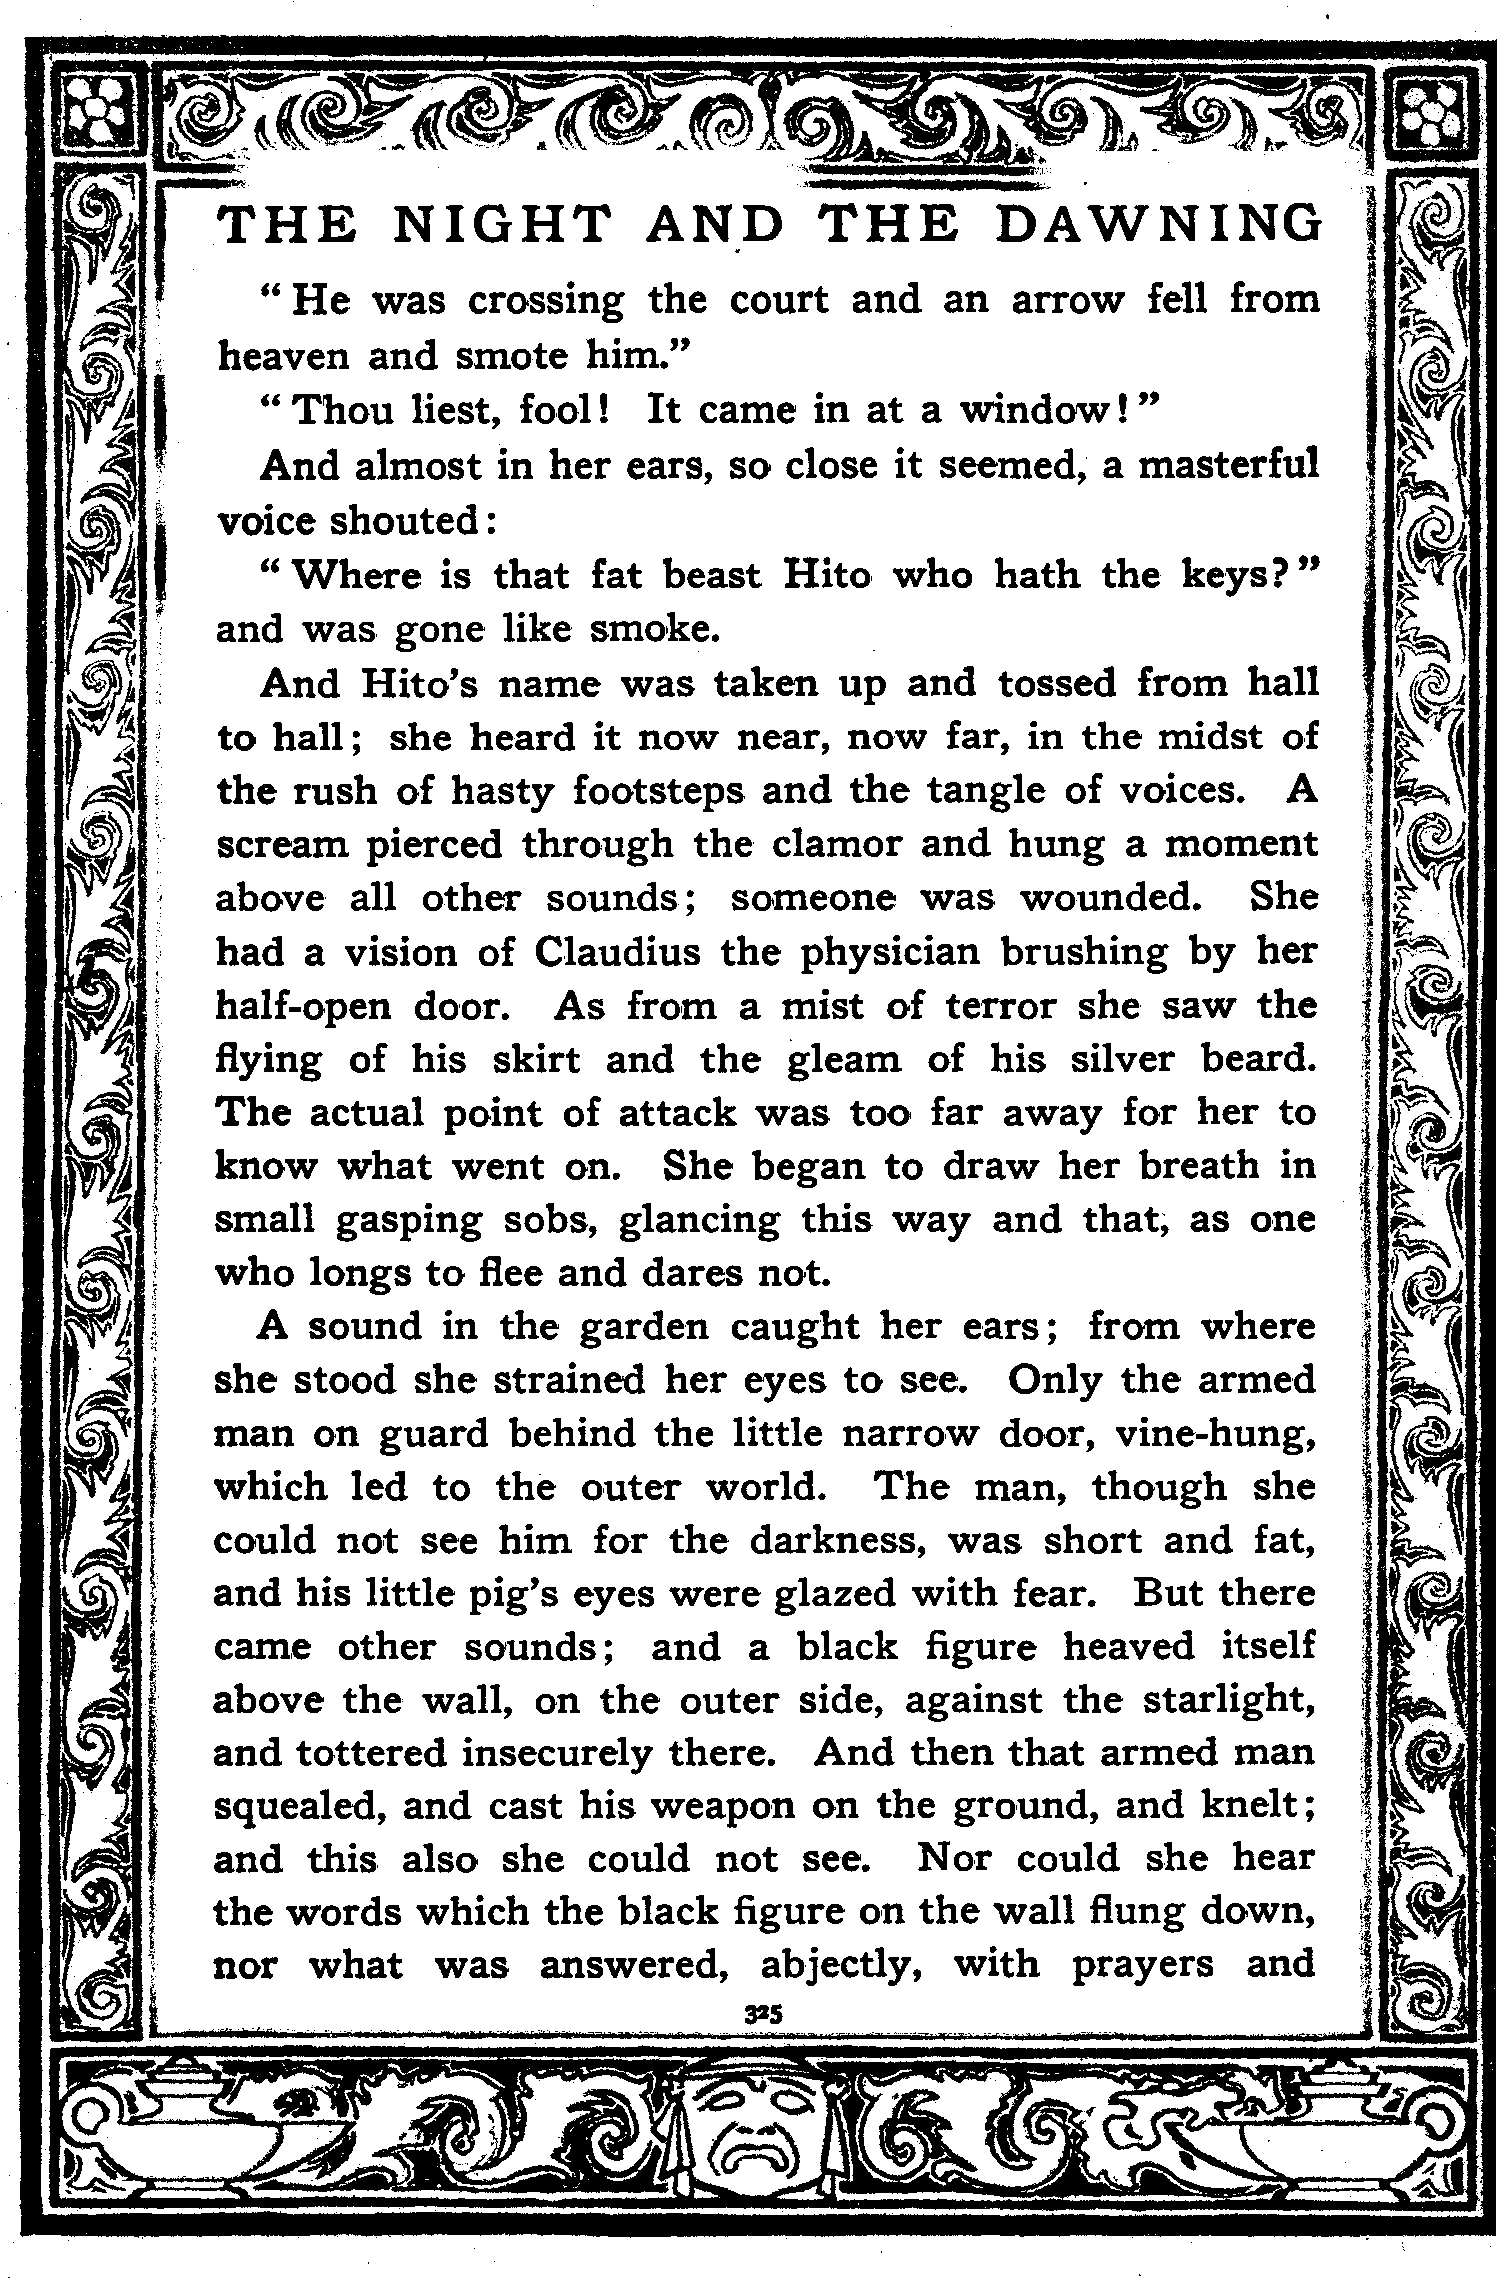 THE NIGHT AND THE DAWNING
“ He was crossing the court and an arrow fell from
heaven and smote him.”
“ Thou liest, fool! It came in at a window! ”
And almost in her ears, so close it seemed, a masterful
voice shouted:
“ Where is that fat beast Hito who hath the keys? ”
and was gone like smoke.
And Hito’s name was taken up and tossed from hall
to hall; she heard it now near, now far, in the midst of
the rush of hasty footsteps and the tangle of voices. A
scream pierced through the clamor and hung a moment
above all other sounds; someone was wounded. She
had a vision of Claudius the physician brushing by her
half-open door. As from a mist of terror she saw the
flying of his skirt and the gleam of his silver beard.
The actual point of attack was too far away for her to
know what went on. She began to draw her breath in
small gasping sobs, glancing this way and that, as one
who longs to flee and dares not.
A sound in the garden caught her ears; from where
she stood she strained her eyes to see. Only the armed
man on guard behind the little narrow door, vine-hung,
which led to the outer world. The man, though she
could not see him for the darkness, was short and fat,
and his little pig’s eyes were glazed with fear. But there
came other sounds; and a black figure heaved itself
above the wall, on the outer side, against the starlight,
and tottered insecurely there. And then that armed man
squealed, and cast his weapon on the ground, and knelt;
and this also she could not see. Nor could she hear
the words which the black figure on the wall flung down,
nor what was answered, abjectly, with prayers and
325